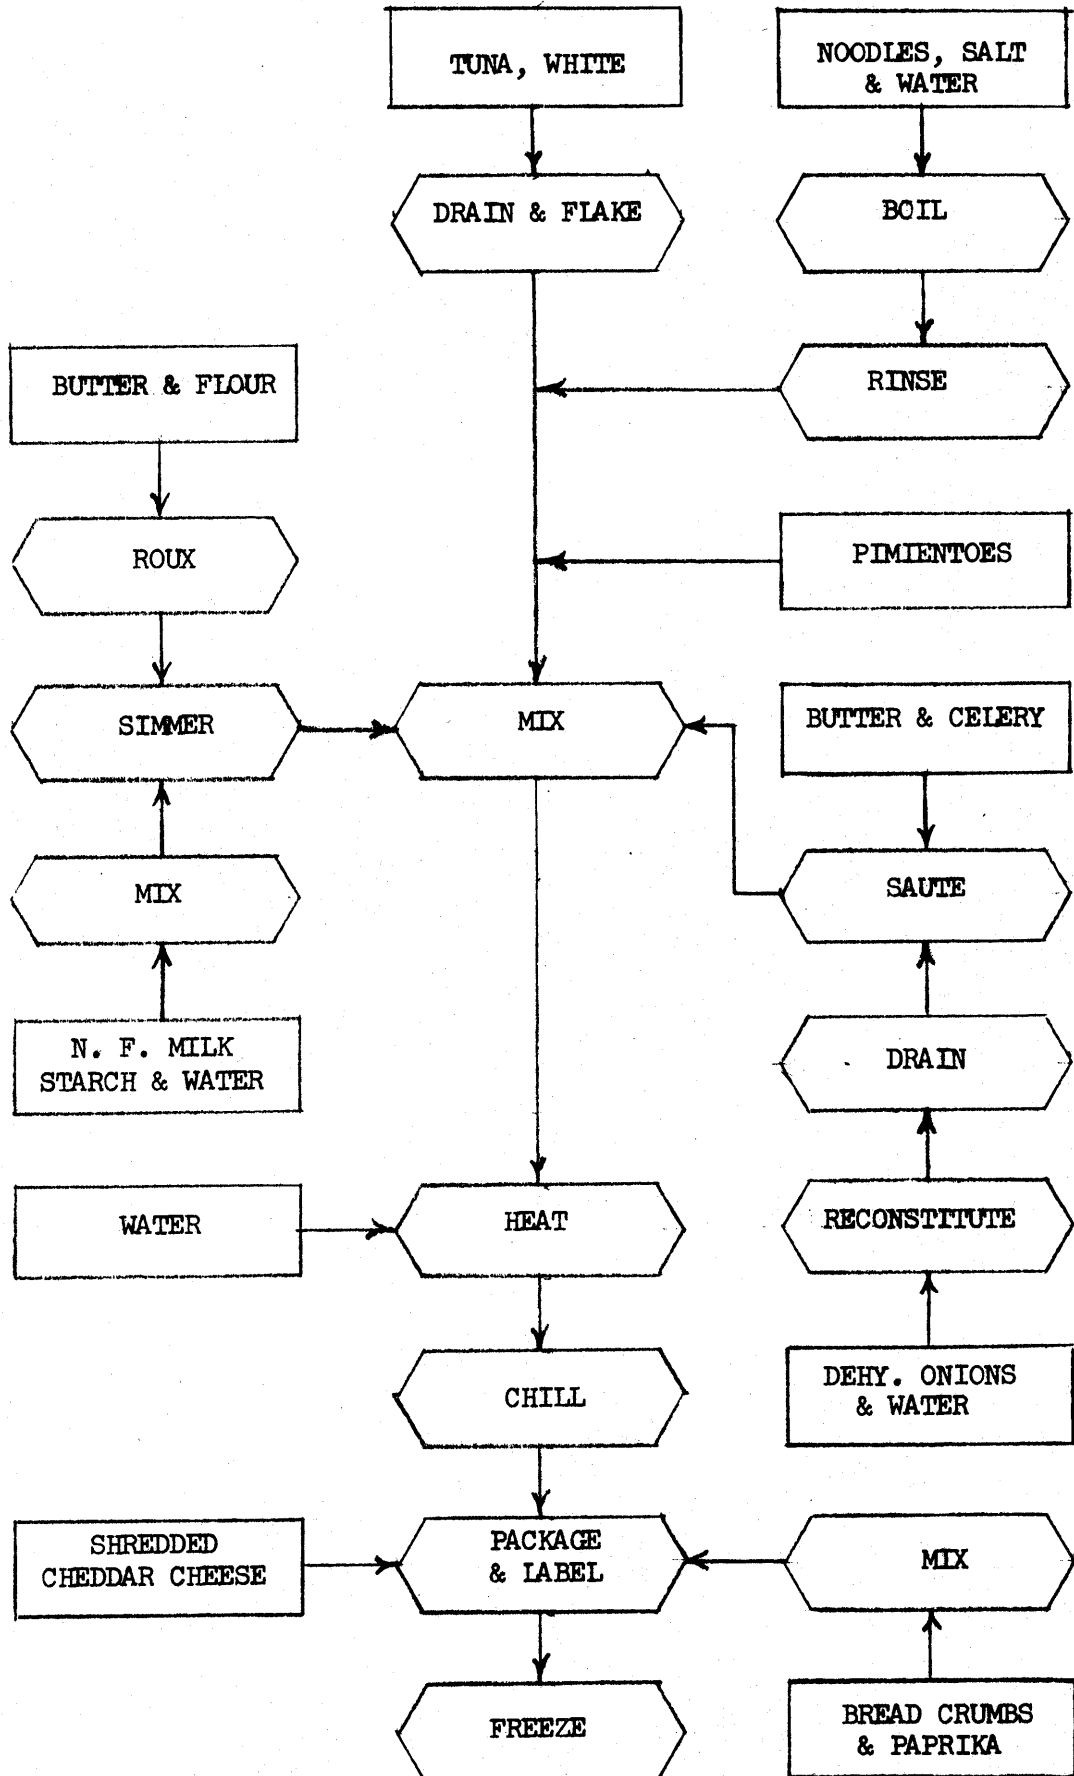 TUNA, WHITE
NOODLES, SALT
& WATER
DRAIN & FLAKE
BOIL
BUTTER & FLOUR
RINSE
ROUX
PIMIENTOES
SIMMER
MIX
BUTTER & CELERY
MIX
SAUTE
N. F. MILK
STARCH & WATER
DRAIN
WATER
HEAT
RECONSTITUTE
CHILL
DEHY. ONIONS
& WATER
SHREDDED
CHEDDAR CHEESE
PACKAGE
& LABEL
MIX
FREEZE
BREAD CRUMBS
& PAPRIKA